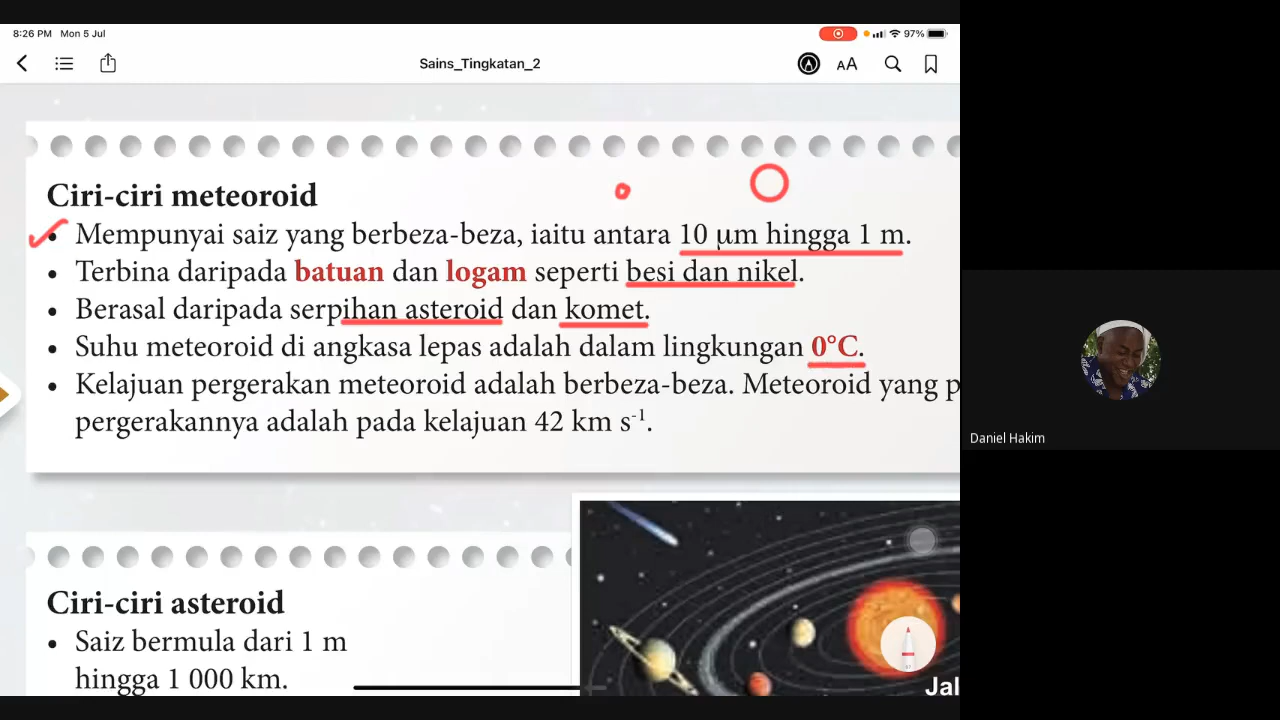 8:26 PM Mon 5 Jul
97%
Sains_Tingkatan_2
AA
Ciri-ciri meteoroid
• Mempunyai saiz yang berbeza-beza, iaitu antara 10 µm hingga 1 m.
• Terbina daripada batuan dan logam seperti besi dan nikel.
• Berasal daripada serpihan asteroid dan komet.
• Suhu meteoroid di angkasa lepas adalah dalam lingkungan 0°C.
• Kelajuan pergerakan meteoroid adalah berbeza-beza. Meteoroid yang p
pergerakannya adalah pada kelajuan 42 km s⁻¹.
Ciri-ciri asteroid
• Saiz bermula dari 1 m
hingga 1 000 km.
Jal
Daniel Hakim